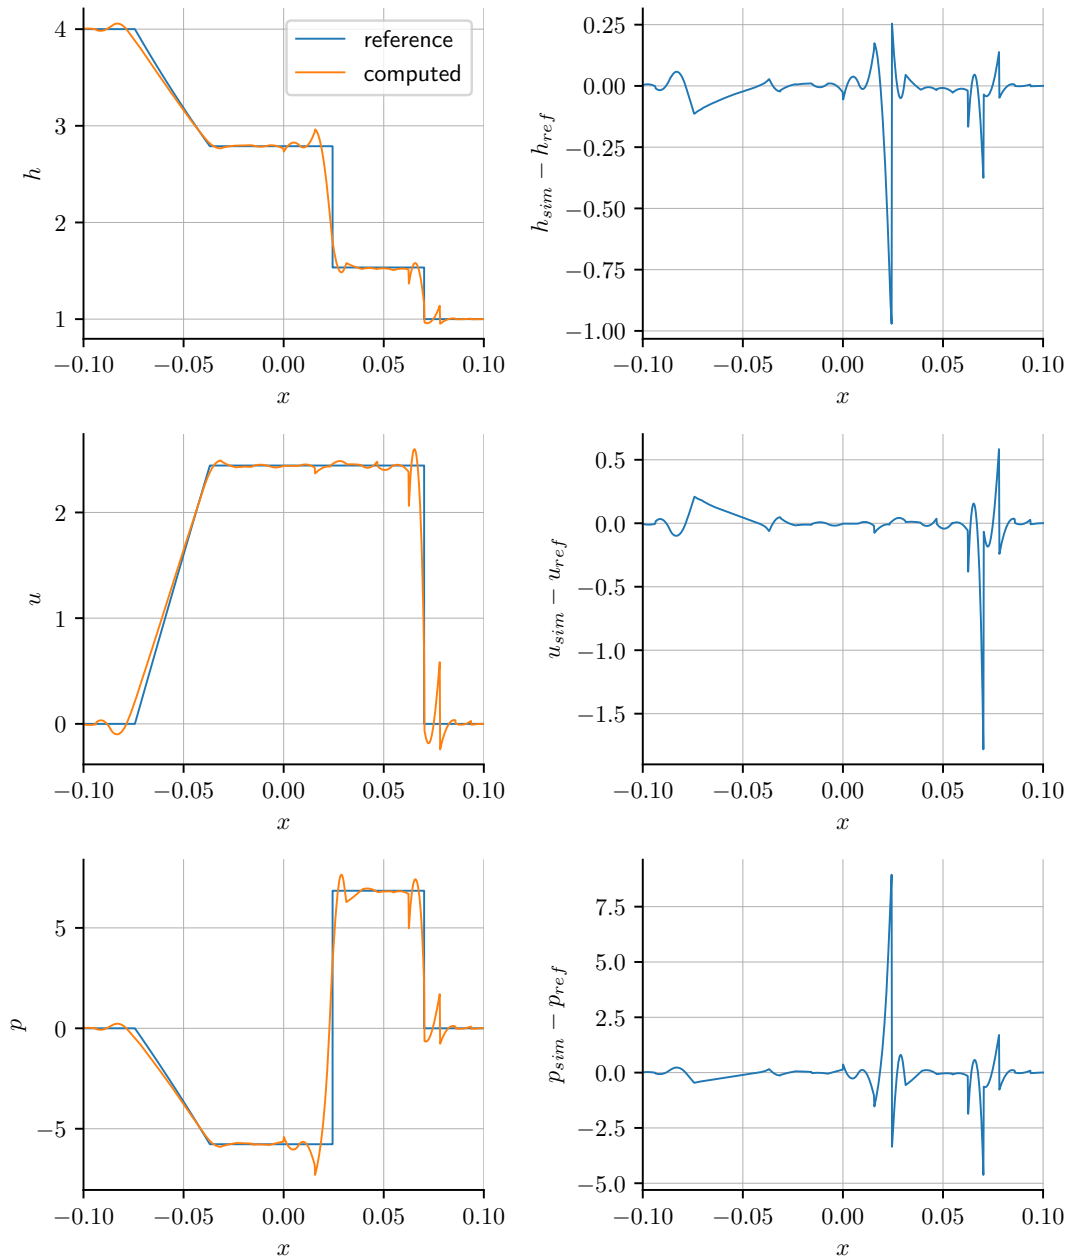 4
3
2
1
h
reference
computed
−0.10 −0.05 0.00 0.05 0.10
x
0.25
0.00
−0.25
−0.50
−0.75
−1.00
h_sim − h_ref
−0.10 −0.05 0.00 0.05 0.10
x
2
1
0
u
−0.10 −0.05 0.00 0.05 0.10
x
0.5
0.0
−0.5
−1.0
−1.5
u_sim − u_ref
−0.10 −0.05 0.00 0.05 0.10
x
5
0
−5
p
−0.10 −0.05 0.00 0.05 0.10
x
7.5
5.0
2.5
0.0
−2.5
−5.0
p_sim − p_ref
−0.10 −0.05 0.00 0.05 0.10
x